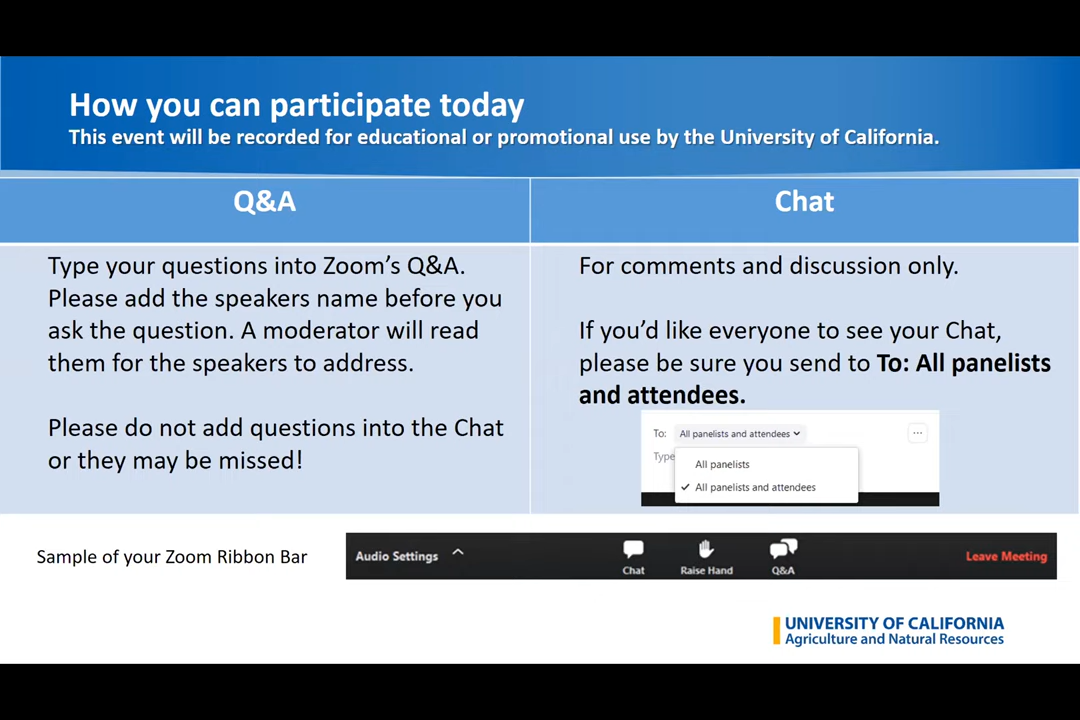 How you can participate today
This event will be recorded for educational or promotional use by the University of California.
Q&A
Type your questions into Zoom's Q&A.
Please add the speakers name before you
ask the question. A moderator will read
them for the speakers to address.
Please do not add questions into the Chat
or they may be missed!
Chat
For comments and discussion only.
If you'd like everyone to see your Chat,
please be sure you send to To: All panelists
and attendees.
To: All panelists and attendees
Type
All panelists
All panelists and attendees
Sample of your Zoom Ribbon Bar
Audio Settings
Chat
Raise Hand
Q&A
Leave Meeting
UNIVERSITY OF CALIFORNIA
Agriculture and Natural Resources